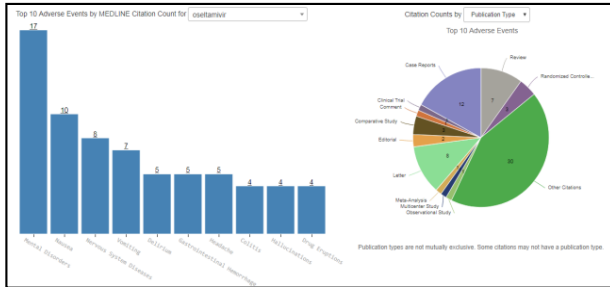 Top 10 Adverse Events by MEDLINE Citation Count for oseltamivir
17
10
8
7
5
5
5
4
4
4
Mental Disorders
Nausea
Nervous System Diseases
Vomiting
Delirium
Gastrointestinal Hemorrhage
Headache
Colitis
Hallucinations
Drug Eruptions
Citation Counts by Publication Type
Top 10 Adverse Events
Review
Randomized Controlle...
Other Citations
Observational Study
Multicenter Study
Meta-Analysis
Letter
Editorial
Comparative Study
Comment
Clinical Trial
Case Reports
7
3
30
8
2
12
Publication types are not mutually exclusive. Some citations may not have a publication type.